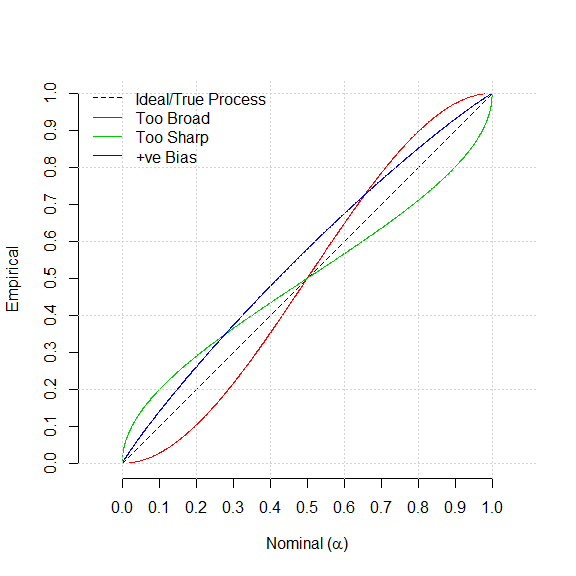 Ideal/True Process
Too Broad
Too Sharp
+ve Bias
Empirical
0.0 0.1 0.2 0.3 0.4 0.5 0.6 0.7 0.8 0.9 1.0
0.0 0.1 0.2 0.3 0.4 0.5 0.6 0.7 0.8 0.9 1.0
Nominal (α)